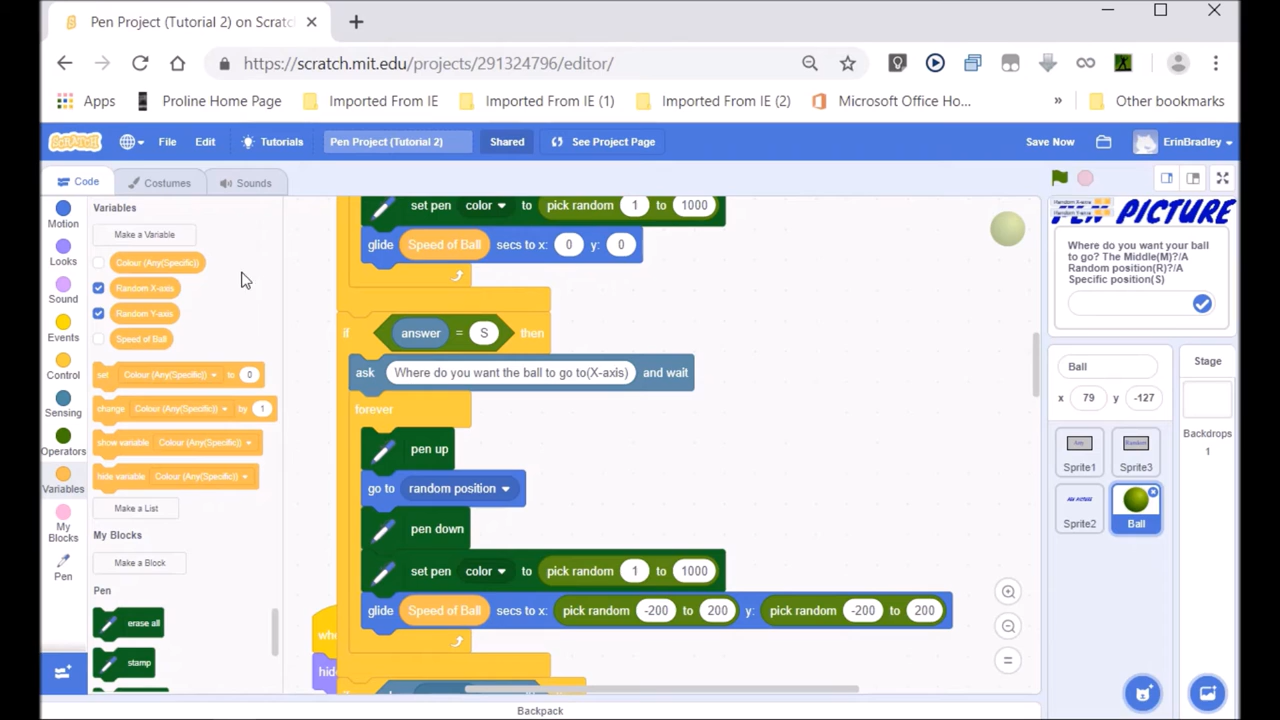 Pen Project (Tutorial 2) on Scratc
https://scratch.mit.edu/projects/291324796/editor/
Apps Proline Home Page Imported From IE Imported From IE (1) Imported From IE (2) Microsoft Office Ho... » Other bookmarks
SCRATCH File Edit Tutorials Pen Project (Tutorial 2) Shared See Project Page Save Now ErinBradley
Code Costumes Sounds
Motion
Looks
Sound
Events
Control
Sensing
Operators
Variables
My Blocks
Pen
Variables
Make a Variable
Colour (Any(Specific))
Random X-axis
Random Y-axis
Speed of Ball
set Colour (Any(Specific)) to 0
change Colour (Any(Specific)) by 1
show variable Colour (Any(Specific))
hide variable Colour (Any(Specific))
Make a List
My Blocks
Make a Block
Pen
erase all
stamp
set pen color to pick random 1 to 1000
glide Speed of Ball secs to x: 0 y: 0
if answer = S then
ask Where do you want the ball to go to(X-axis) and wait
forever
pen up
go to random position
pen down
set pen color to pick random 1 to 1000
glide Speed of Ball secs to x: pick random -200 to 200 y: pick random -200 to 200
Random X-axis
Random Y-axis
PEN PICTURE
Where do you want your ball
to go? The Middle(M)?/A
Random position(R)?/A
Specific position(S)
Ball
x 79 y -127
Stage
Backdrops
1
Any
Sprite1
Random
Sprite3
PEN PICTURE
Sprite2
Ball
Backpack